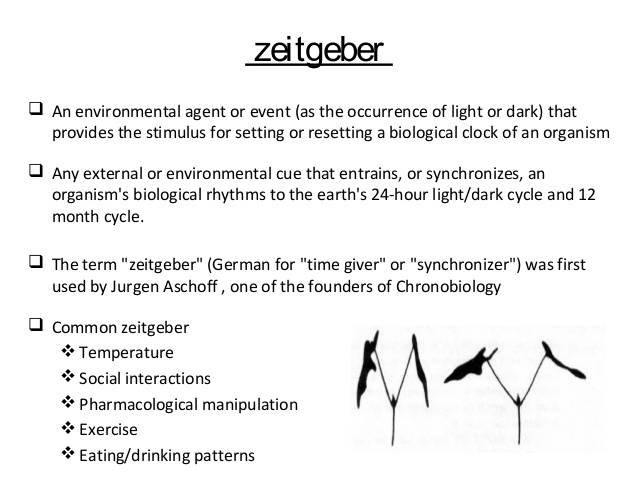 zeitgeber
An environmental agent or event (as the occurrence of light or dark) that
provides the stimulus for setting or resetting a biological clock of an organism
Any external or environmental cue that entrains, or synchronizes, an
organism's biological rhythms to the earth's 24-hour light/dark cycle and 12
month cycle.
The term "zeitgeber" (German for "time giver" or "synchronizer") was first
used by Jurgen Aschoff , one of the founders of Chronobiology
Common zeitgeber
Temperature
Social interactions
Pharmacological manipulation
Exercise
Eating/drinking patterns